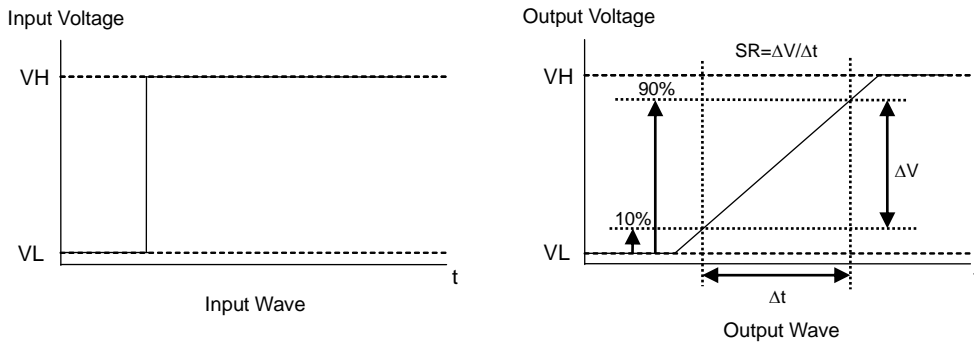 Input Voltage
VH
VL
t
Input Wave
Output Voltage
SR=ΔV/Δt
VH
90%
ΔV
10%
VL
Δt
Output Wave